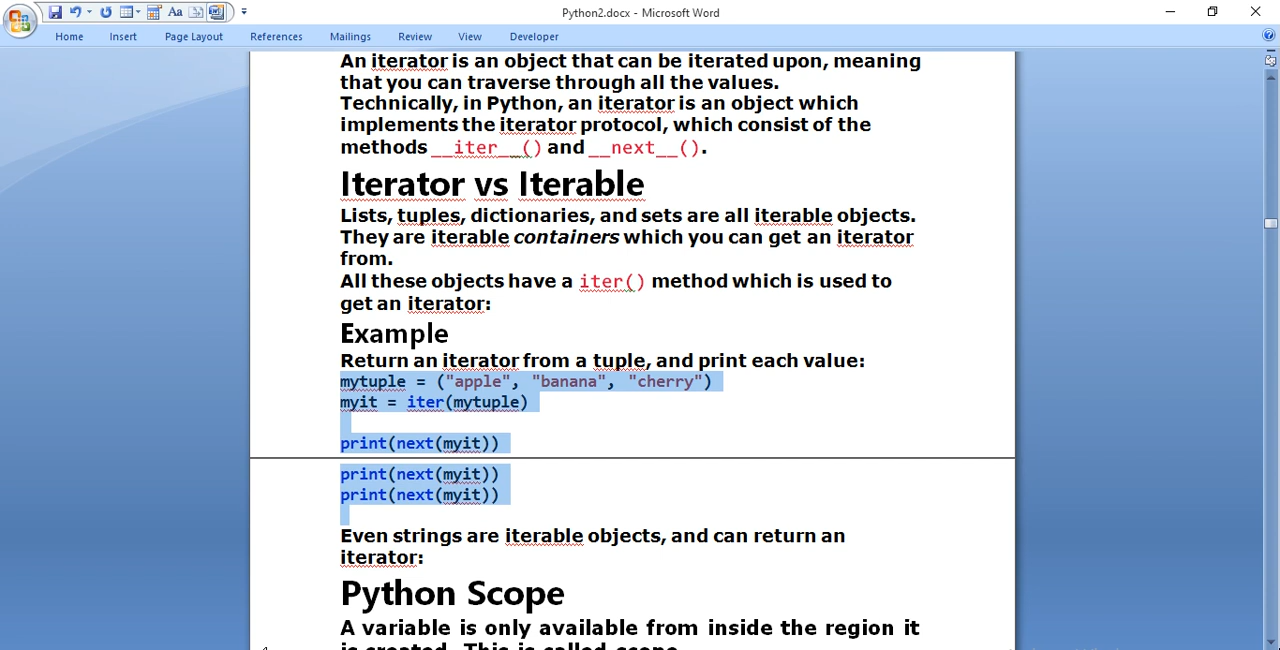 Python2.docx - Microsoft Word
Home Insert Page Layout References Mailings Review View Developer
An iterator is an object that can be iterated upon, meaning
that you can traverse through all the values.
Technically, in Python, an iterator is an object which
implements the iterator protocol, which consist of the
methods __iter__() and __next__().
Iterator vs Iterable
Lists, tuples, dictionaries, and sets are all iterable objects.
They are iterable containers which you can get an iterator
from.
All these objects have a iter() method which is used to
get an iterator:
Example
Return an iterator from a tuple, and print each value:
mytuple = ("apple", "banana", "cherry")
myit = iter(mytuple)
print(next(myit))
print(next(myit))
print(next(myit))
Even strings are iterable objects, and can return an
iterator:
Python Scope
A variable is only available from inside the region it
is created. This is called scope.